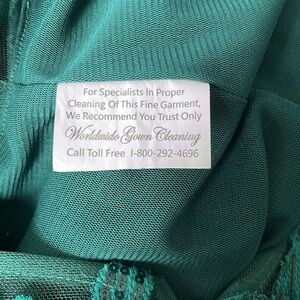 For Specialists In Proper
Cleaning Of This Fine Garment,
We Recommend You Trust Only
Worldwide Gown Cleaning
Call Toll Free 1-800-292-4696